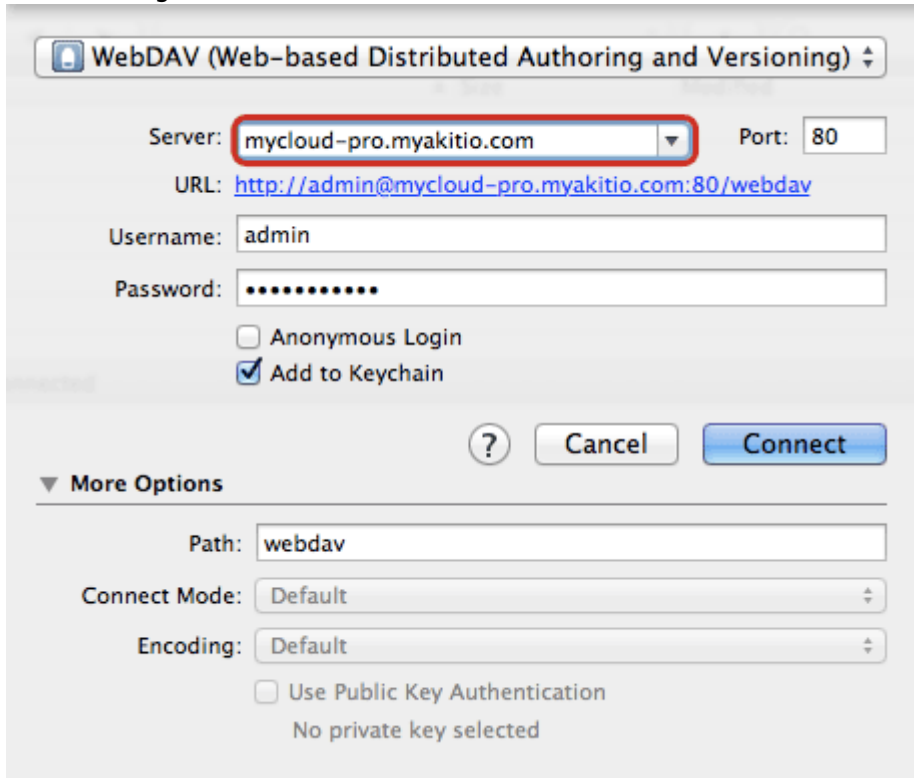 WebDAV (Web-based Distributed Authoring and Versioning)
Size Modified
Server: mycloud-pro.myakitio.com Port: 80
URL: http://admin@mycloud-pro.myakitio.com:80/webdav
Username: admin
Password: •••••••••••
Anonymous Login
Add to Keychain
? Cancel Connect
More Options
Path: webdav
Connect Mode: Default
Encoding: Default
Use Public Key Authentication
No private key selected